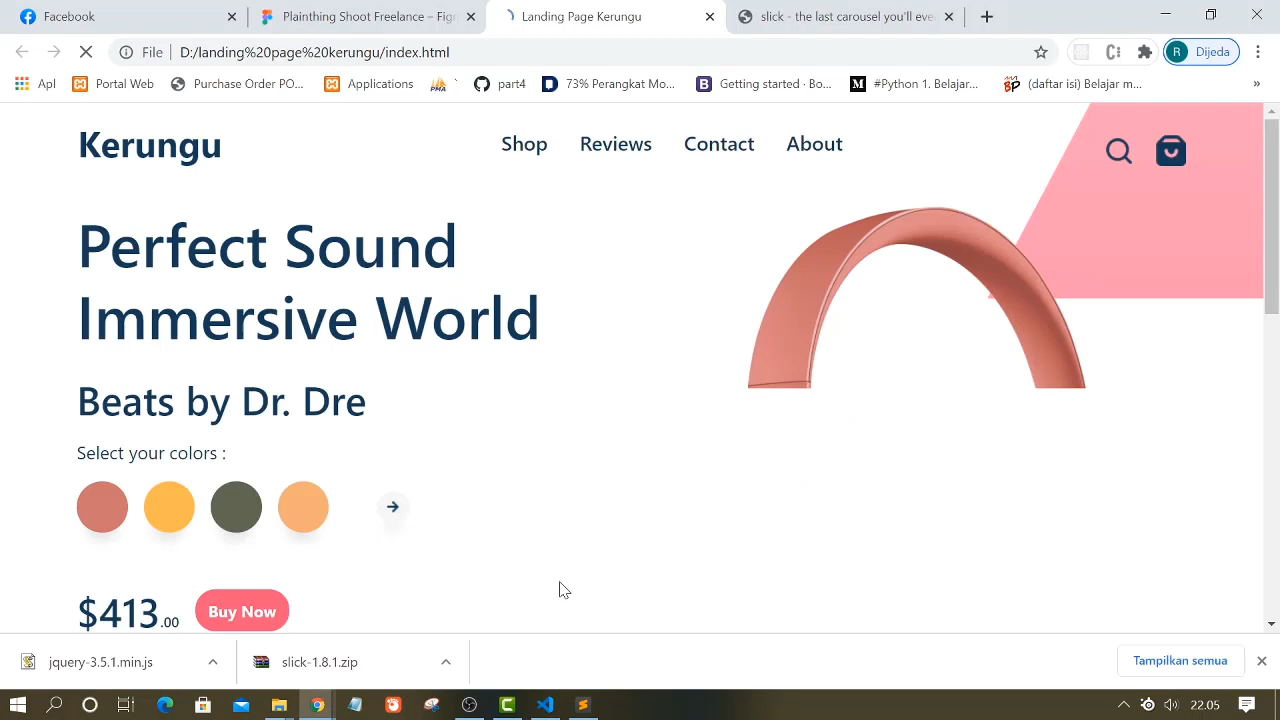 Facebook
Plainthing Shoot Freelance – Fig
Landing Page Kerungu
slick - the last carousel you'll eve
File
D:/landing%20page%20kerungu/index.html
R
Dijeda
Apl
Portal Web
Purchase Order PO...
Applications
PMA
part4
73% Perangkat Mo...
Getting started · Bo...
#Python 1. Belajar...
(daftar isi) Belajar m...
»
Kerungu
Shop
Reviews
Contact
About
Perfect Sound
Immersive World
Beats by Dr. Dre
Select your colors :
$413.00
Buy Now
jquery-3.5.1.min.js
slick-1.8.1.zip
Tampilkan semua
22.05